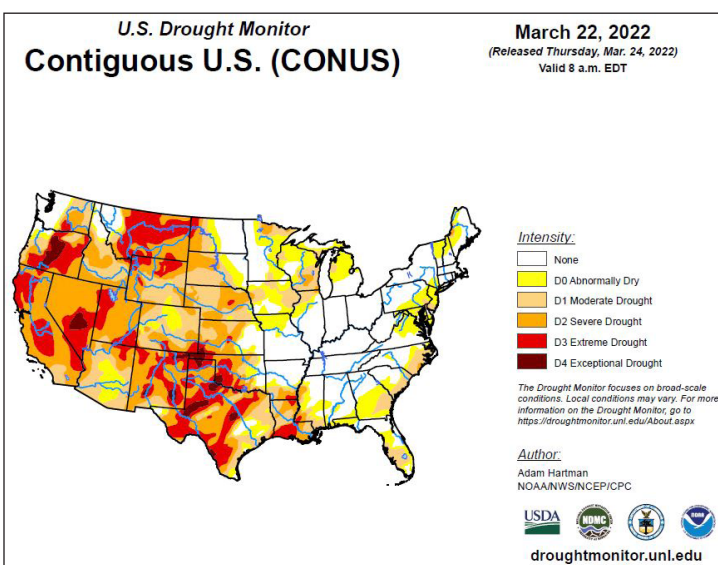 U.S. Drought Monitor
Contiguous U.S. (CONUS)
March 22, 2022
(Released Thursday, Mar. 24, 2022)
Valid 8 a.m. EDT
Intensity:
None
D0 Abnormally Dry
D1 Moderate Drought
D2 Severe Drought
D3 Extreme Drought
D4 Exceptional Drought
The Drought Monitor focuses on broad-scale
conditions. Local conditions may vary. For more
information on the Drought Monitor, go to
https://droughtmonitor.unl.edu/About.aspx
Author:
Adam Hartman
NOAA/NWS/NCEP/CPC
USDA
NDMC
NOAA
droughtmonitor.unl.edu